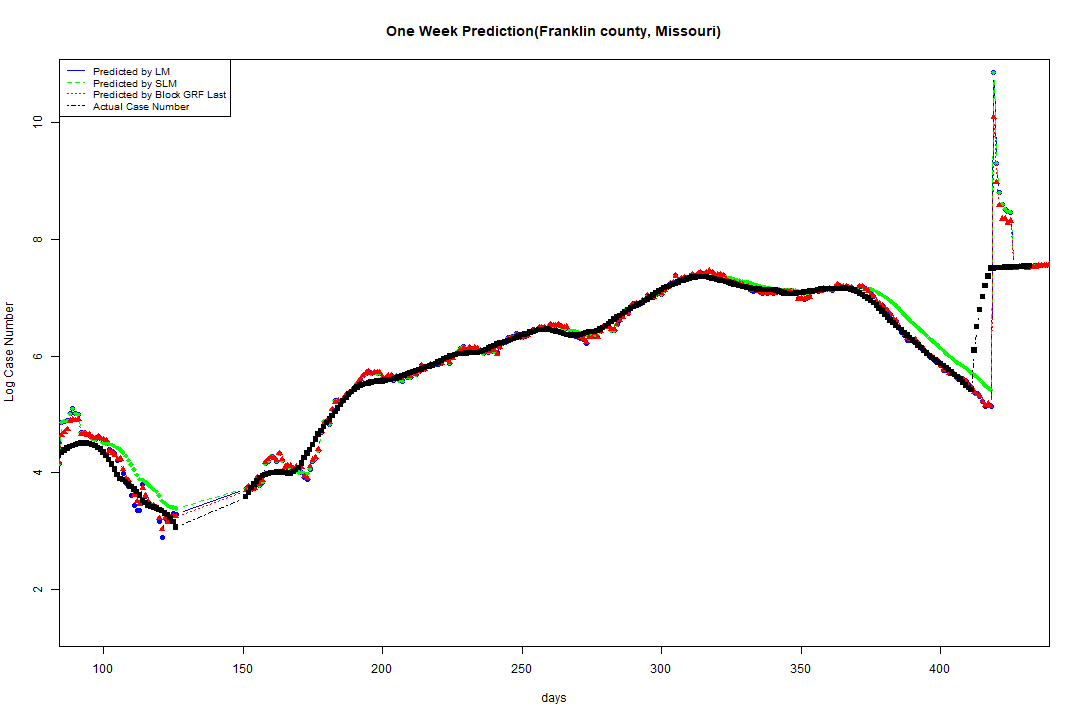 One Week Prediction(Franklin county, Missouri)
Predicted by LM
Predicted by SLM
Predicted by Block GRF Last
Actual Case Number
Log Case Number
10
8
6
4
2
100 150 200 250 300 350 400
days